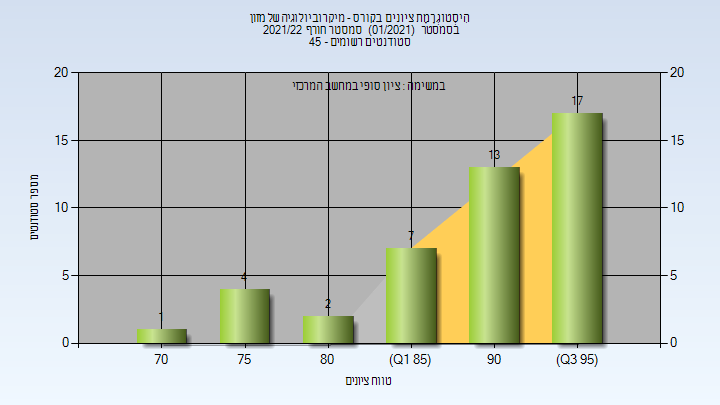 היסטוגרמת ציונים בקורס - מיקרוביולוגיה של מזון
בסמסטר (01/2021) סמסטר חורף 2021/22
סטודנטים רשומים - 45
במשימה : ציון סופי במחשב המרכזי
מספר סטודנטים
20
15
10
5
0
20
15
10
5
0
1
4
2
7
13
17
70
75
80
(Q1 85)
90
(Q3 95)
טווח ציונים